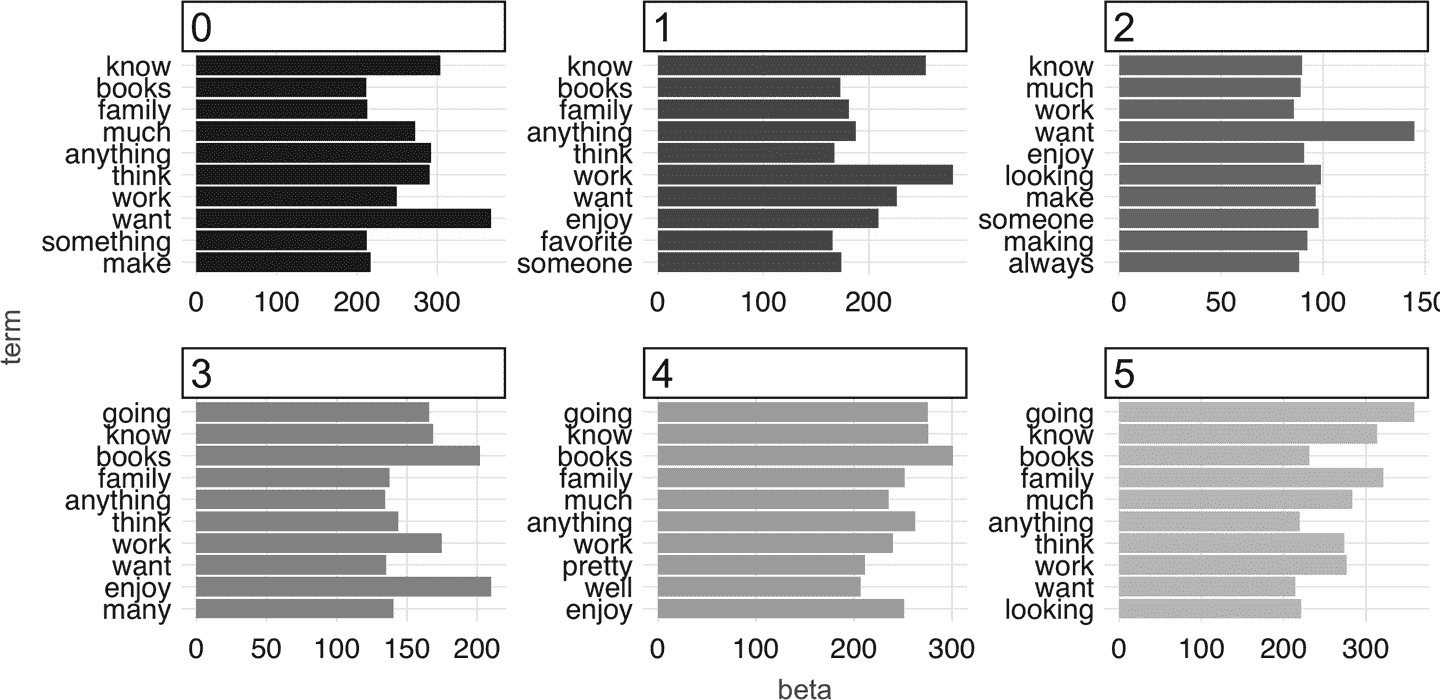 0
know
books
family
much
anything
think
work
want
something
make
0 100 200 300
1
know
books
family
anything
think
work
want
enjoy
favorite
someone
0 100 200
2
know
much
work
want
enjoy
looking
make
someone
making
always
0 50 100 150
term
3
going
know
books
family
anything
think
work
want
enjoy
many
0 50 100 150 200
4
going
know
books
family
much
anything
work
pretty
well
enjoy
0 100 200 300
5
going
know
books
family
much
anything
think
work
want
looking
0 100 200 300
beta